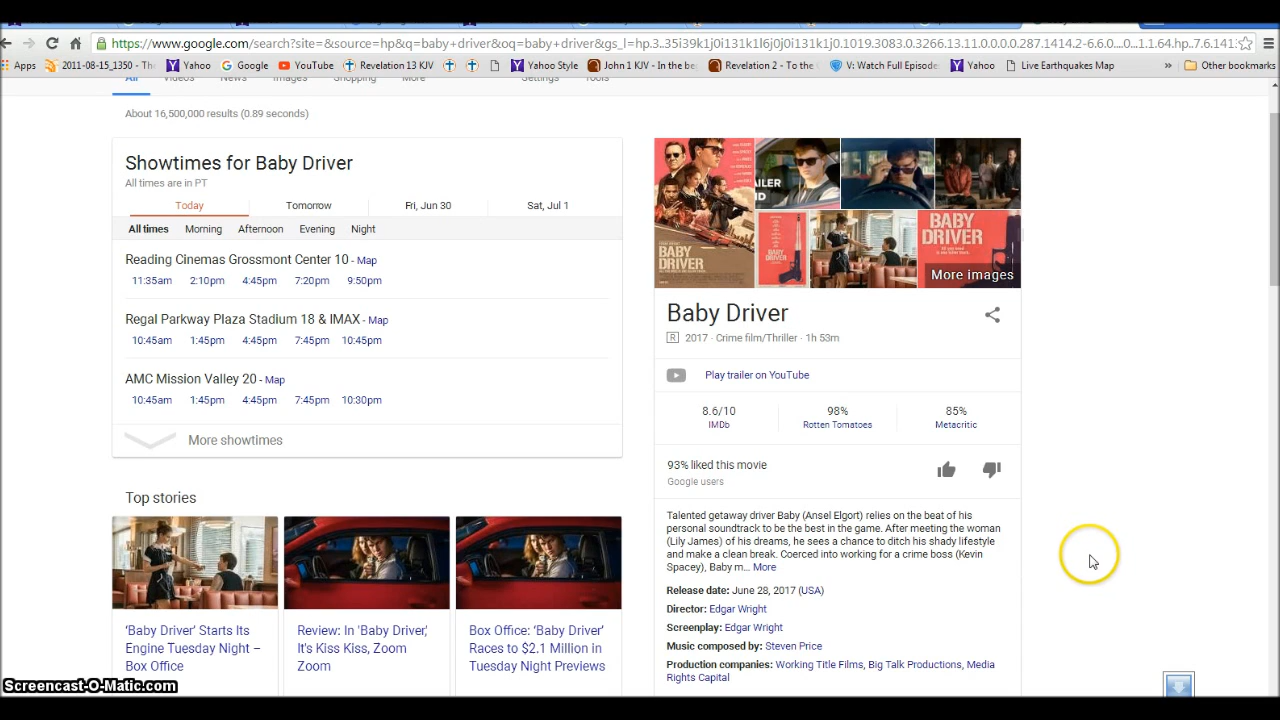 https://www.google.com/search?site=&source=hp&q=baby+driver&oq=baby+driver&gs_l=hp.3..35i39k1j0i131k1l6j0j0i131k1j0.1019.3083.0.3266.13.11.0.0.0.0.287.1414.2-6.6.0...0...1.1.64.hp..7.6.141
Apps 2011-08-15_1350 - Th Yahoo Google YouTube Revelation 13 KJV Yahoo Style John 1 KJV - In the be Revelation 2 - To the V: Watch Full Episode Yahoo Live Earthquakes Map » Other bookmarks
All Videos News Images Shopping More Settings Tools
About 16,500,000 results (0.89 seconds)
Showtimes for Baby Driver
All times are in PT
Today Tomorrow Fri, Jun 30 Sat, Jul 1
All times Morning Afternoon Evening Night
Reading Cinemas Grossmont Center 10 - Map
11:35am 2:10pm 4:45pm 7:20pm 9:50pm
Regal Parkway Plaza Stadium 18 & IMAX - Map
10:45am 1:45pm 4:45pm 7:45pm 10:45pm
AMC Mission Valley 20 - Map
10:45am 1:45pm 4:45pm 7:45pm 10:30pm
More showtimes
Top stories
'Baby Driver' Starts Its
Engine Tuesday Night –
Box Office
Review: In 'Baby Driver,'
It's Kiss Kiss, Zoom
Zoom
Box Office: 'Baby Driver'
Races to $2.1 Million in
Tuesday Night Previews
BABY
DRIVER
BABY
DRIVER
More images
Baby Driver
R 2017 · Crime film/Thriller · 1h 53m
Play trailer on YouTube
8.6/10 98% 85%
IMDb Rotten Tomatoes Metacritic
93% liked this movie
Google users
Talented getaway driver Baby (Ansel Elgort) relies on the beat of his
personal soundtrack to be the best in the game. After meeting the woman
(Lily James) of his dreams, he sees a chance to ditch his shady lifestyle
and make a clean break. Coerced into working for a crime boss (Kevin
Spacey), Baby m... More
Release date: June 28, 2017 (USA)
Director: Edgar Wright
Screenplay: Edgar Wright
Music composed by: Steven Price
Production companies: Working Title Films, Big Talk Productions, Media
Rights Capital
Screencast-O-Matic.com